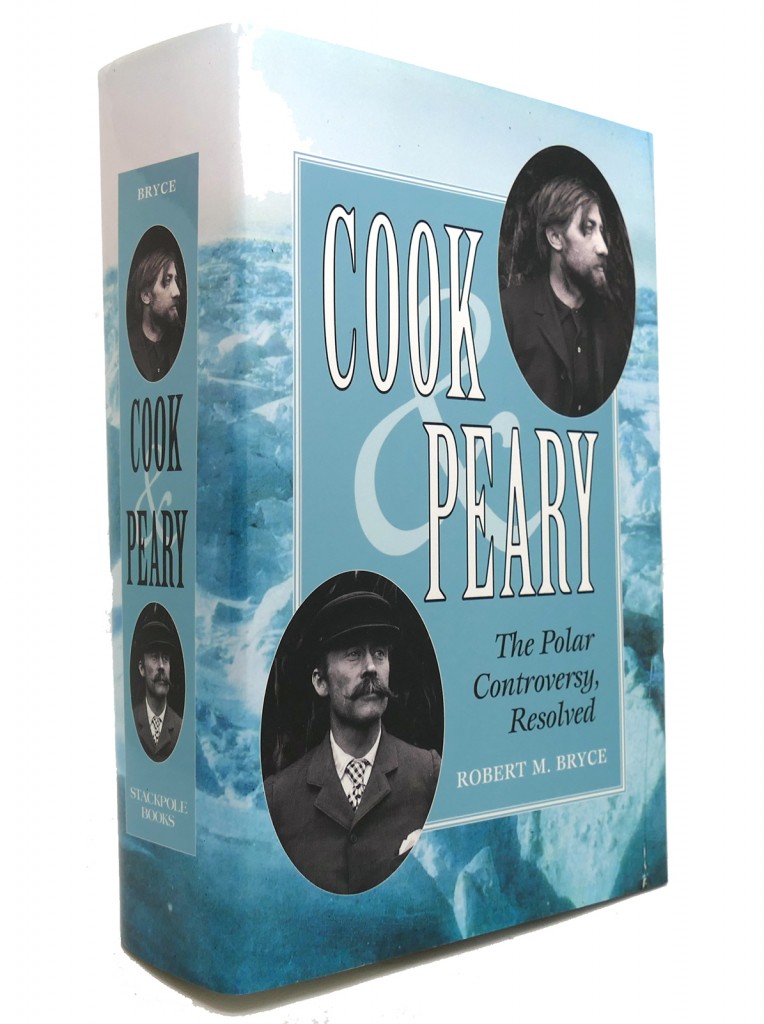 BRYCE
COOK
&
PEARY
STACKPOLE
BOOKS
COOK
&
PEARY
The Polar
Controversy,
Resolved
ROBERT M. BRYCE